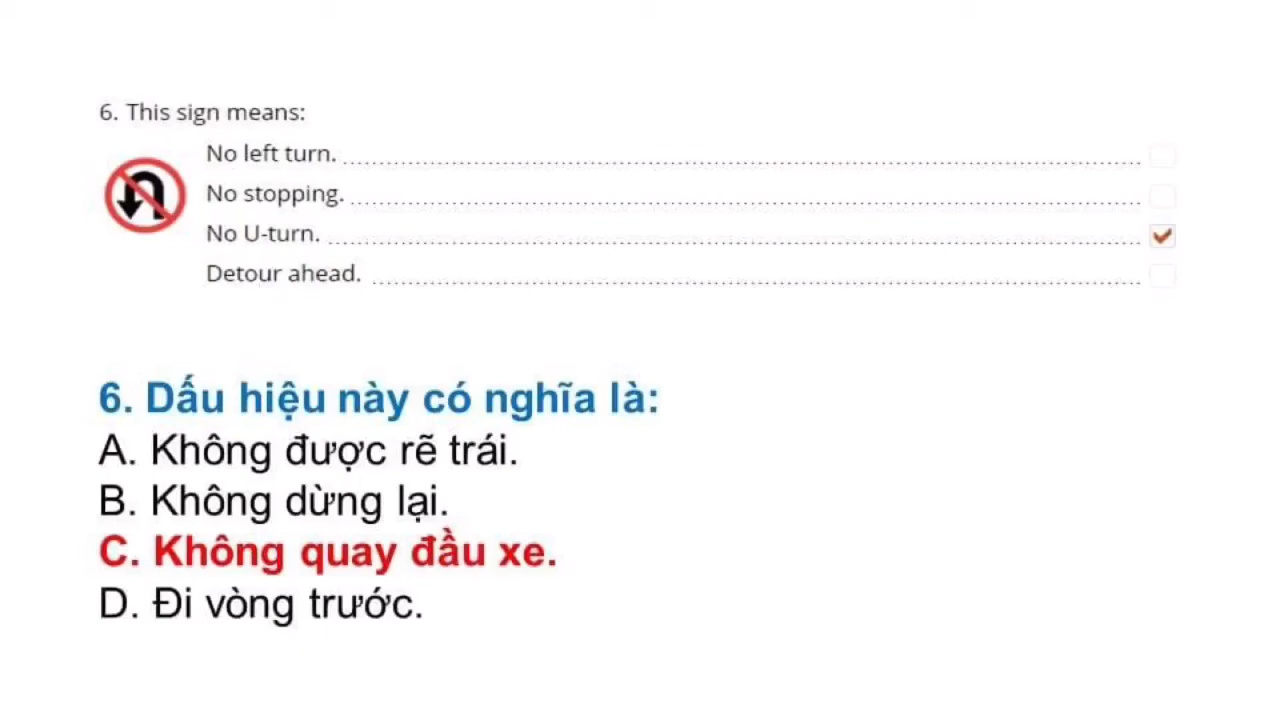 6. This sign means:
No left turn.
No stopping.
No U-turn.
Detour ahead.
6. Dấu hiệu này có nghĩa là:
A. Không được rẽ trái.
B. Không dừng lại.
C. Không quay đầu xe.
D. Đi vòng trước.